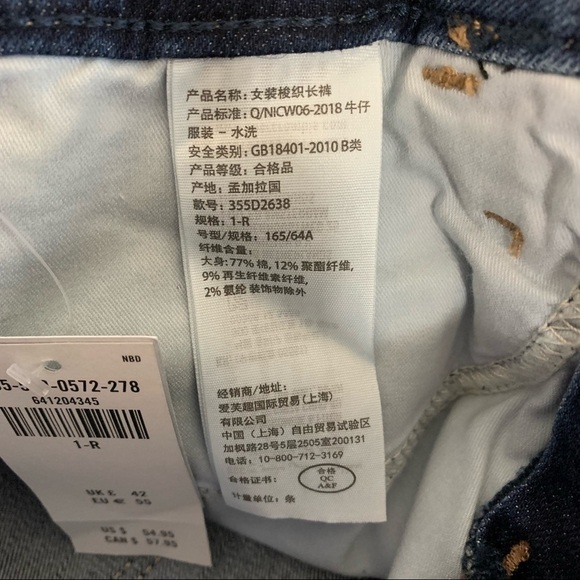 产品名称: 女装梭织长裤
产品标准: Q/NICW06-2018 牛仔
服装 - 水洗
安全类别: GB18401-2010 B类
产品等级: 合格品
产地: 孟加拉国
款号: 355D2638
规格: 1-R
号型/规格: 165/64A
纤维含量:
大身: 77% 棉, 12% 聚酯纤维,
9% 再生纤维素纤维,
2% 氨纶 装饰物除外
经销商/地址:
爱芙趣国际贸易(上海)
有限公司
中国 (上海) 自由贸易试验区
加枫路28号5层2505室200131
电话: 10-800-712-3169
合格证书:
合格
QC
A&F
计量单位: 条
NBD
-0572-278
641204345
1-R
UK £ 42
EU € 55
US $ 54.95
CAN $ 57.95